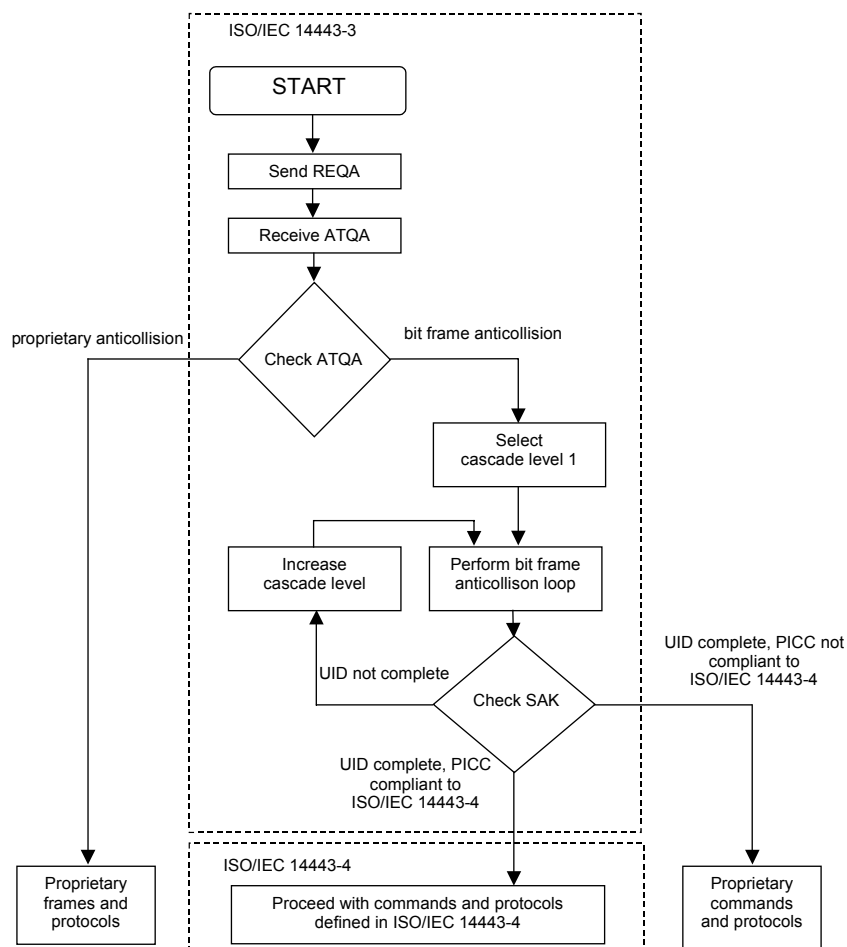 ISO/IEC 14443-3
START
Send REQA
Receive ATQA
proprietary anticollision
bit frame anticollision
Check ATQA
Select
cascade level 1
Increase
cascade level
Perform bit frame
anticollison loop
UID not complete
Check SAK
UID complete, PICC not
compliant to
ISO/IEC 14443-4
UID complete, PICC
compliant to
ISO/IEC 14443-4
ISO/IEC 14443-4
Proprietary
frames and
protocols
Proceed with commands and protocols
defined in ISO/IEC 14443-4
Proprietary
commands
and protocols